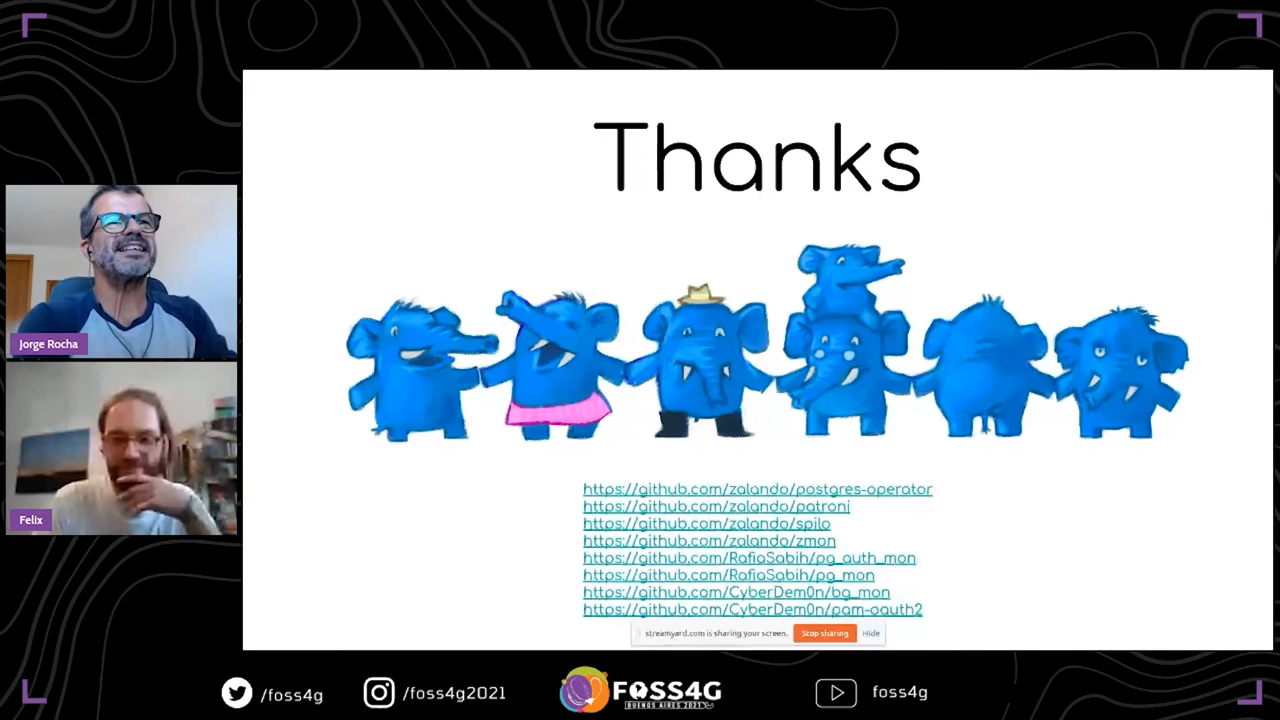 Thanks
Jorge Rocha
Felix
https://github.com/zalando/postgres-operator
https://github.com/zalando/patroni
https://github.com/zalando/spilo
https://github.com/zalando/zmon
https://github.com/RafiaSabih/pg_auth_mon
https://github.com/RafiaSabih/pg_mon
https://github.com/CyberDem0n/bg_mon
https://github.com/CyberDem0n/pam-oauth2
streamyard.com is sharing your screen.
Stop sharing
Hide
/foss4g
/foss4g2021
FOSS4G
BUENOS AIRES 2021
foss4g